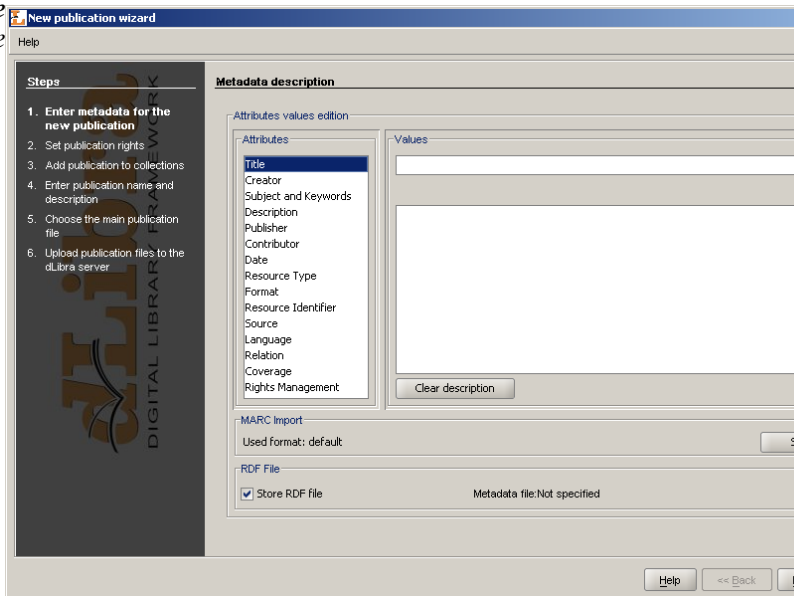 New publication wizard
Help
Steps
1. Enter metadata for the
new publication
2. Set publication rights
3. Add publication to collections
4. Enter publication name and
description
5. Choose the main publication
file
6. Upload publication files to the
dLibra server
dLibra
DIGITAL LIBRARY FRAMEWORK
Metadata description
Attributes values edition
Attributes
Title
Creator
Subject and Keywords
Description
Publisher
Contributor
Date
Resource Type
Format
Resource Identifier
Source
Language
Relation
Coverage
Rights Management
Values
Clear description
MARC Import
Used format: default
RDF File
Store RDF file
Metadata file:Not specified
Help
<< Back